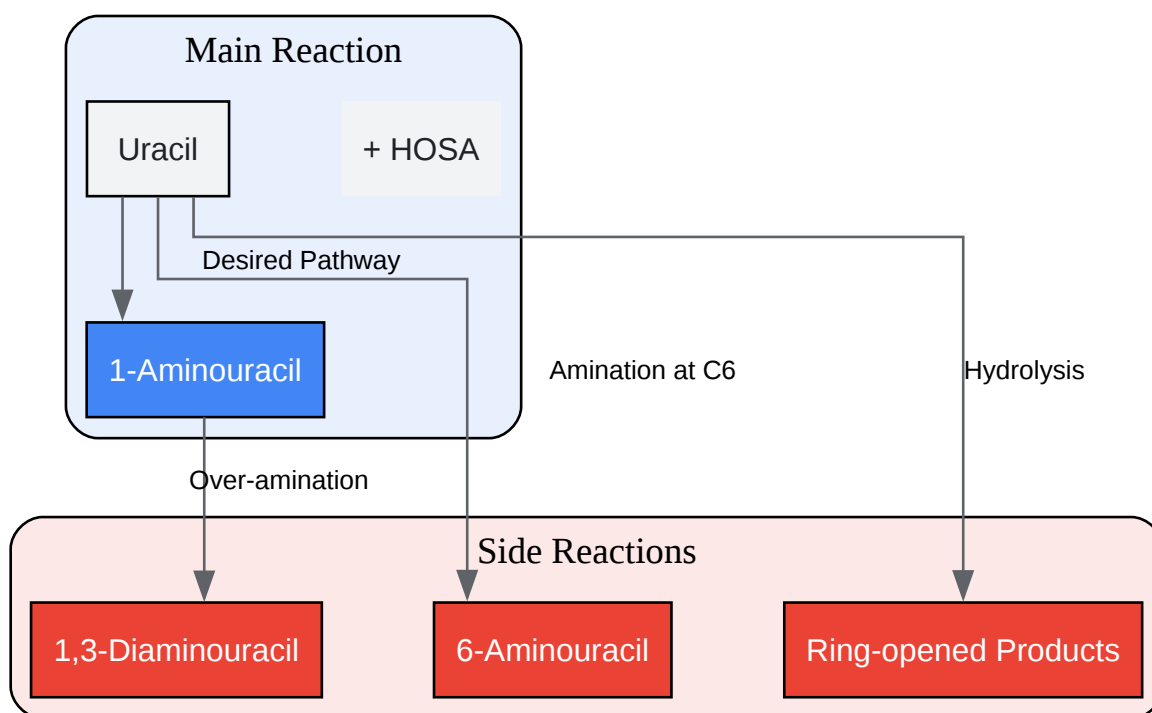 Main Reaction
Uracil
+ HOSA
Desired Pathway
1-Aminouracil
Amination at C6
Hydrolysis
Over-amination
Side Reactions
1,3-Diaminouracil
6-Aminouracil
Ring-opened Products